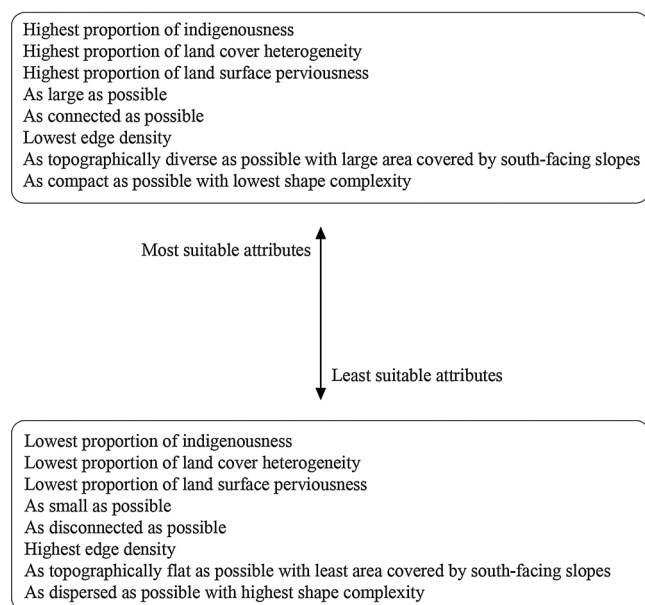 Highest proportion of indigenousness
Highest proportion of land cover heterogeneity
Highest proportion of land surface perviousness
As large as possible
As connected as possible
Lowest edge density
As topographically diverse as possible with large area covered by south-facing slopes
As compact as possible with lowest shape complexity
Most suitable attributes
Least suitable attributes
Lowest proportion of indigenousness
Lowest proportion of land cover heterogeneity
Lowest proportion of land surface perviousness
As small as possible
As disconnected as possible
Highest edge density
As topographically flat as possible with least area covered by south-facing slopes
As dispersed as possible with highest shape complexity